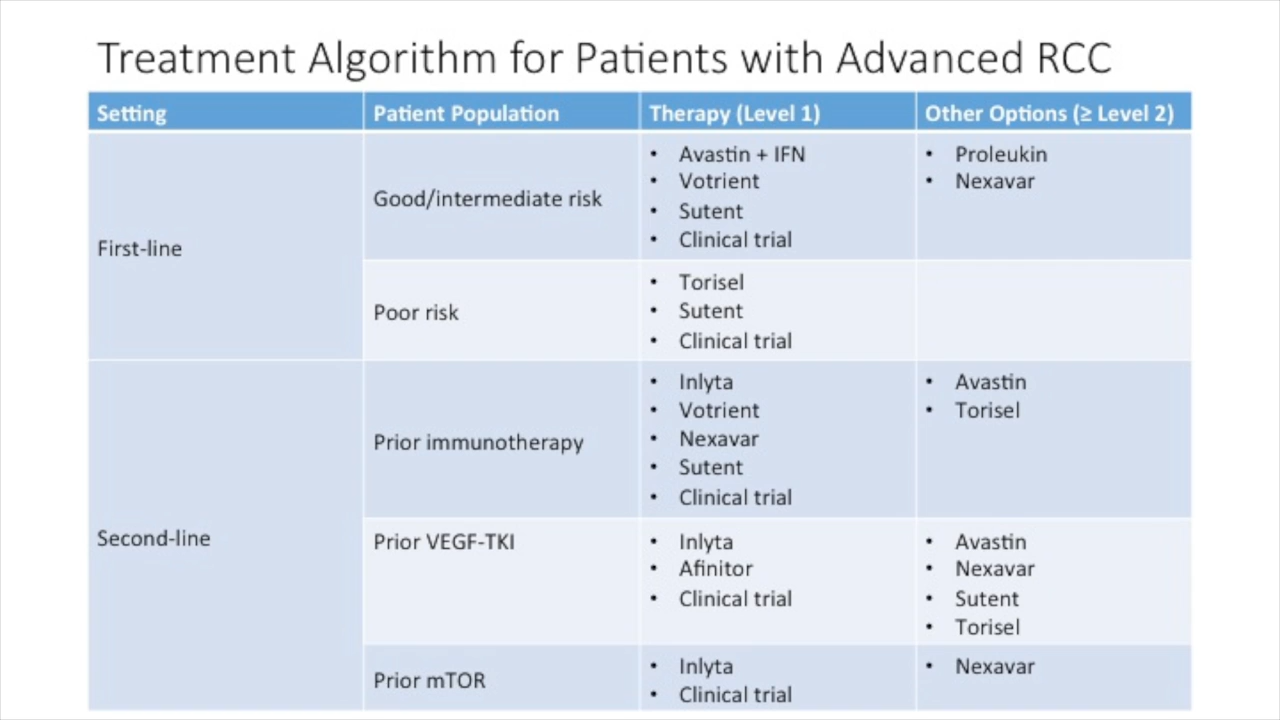 Treatment Algorithm for Patients with Advanced RCC
Setting
Patient Population
Therapy (Level 1)
Other Options (≥ Level 2)
First-line
Good/intermediate risk
• Avastin + IFN
• Votrient
• Sutent
• Clinical trial
• Proleukin
• Nexavar
Poor risk
• Torisel
• Sutent
• Clinical trial
Second-line
Prior immunotherapy
• Inlyta
• Votrient
• Nexavar
• Sutent
• Clinical trial
• Avastin
• Torisel
Prior VEGF-TKI
• Inlyta
• Afinitor
• Clinical trial
• Avastin
• Nexavar
• Sutent
• Torisel
Prior mTOR
• Inlyta
• Clinical trial
• Nexavar